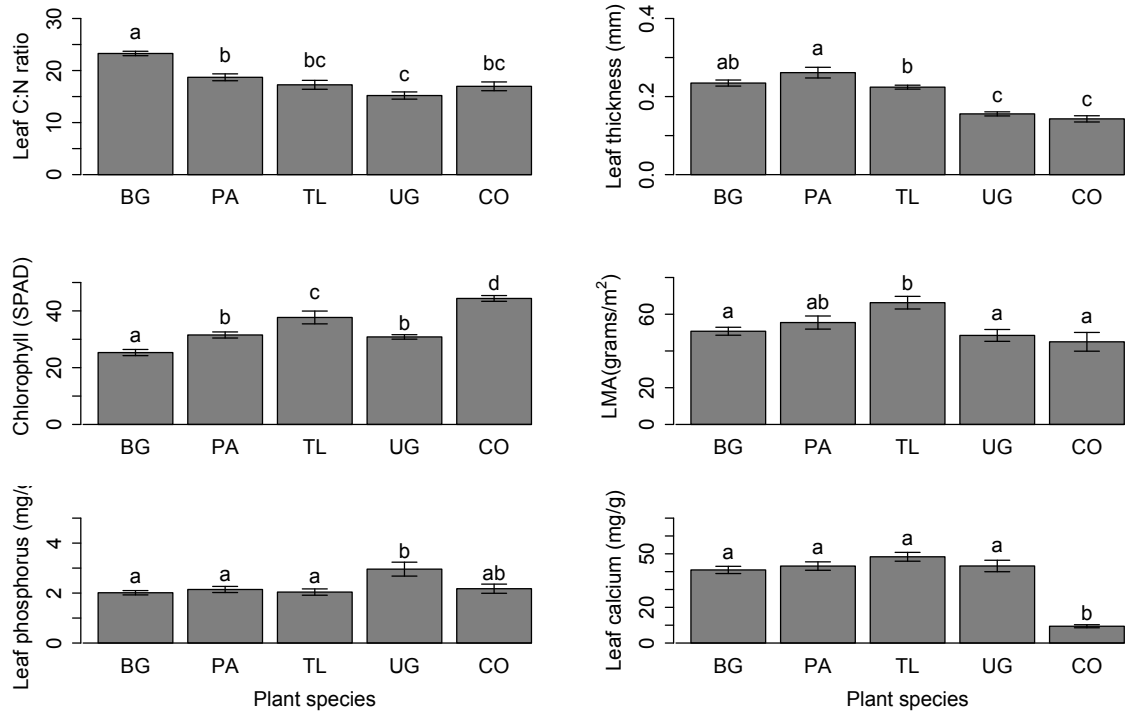 Leaf C:N ratio
0 10 20 30
a b bc c bc
BG PA TL UG CO
Leaf thickness (mm)
0.0 0.2 0.4
ab a b c c
BG PA TL UG CO
Chlorophyll (SPAD)
0 20 40
a b c b d
BG PA TL UG CO
LMA(grams/m²)
0 20 60
a ab b a a
BG PA TL UG CO
Leaf phosphorus (mg/g
0 2 4
a a a b ab
BG PA TL UG CO
Plant species
Leaf calcium (mg/g)
0 20 50
a a a a b
BG PA TL UG CO
Plant species